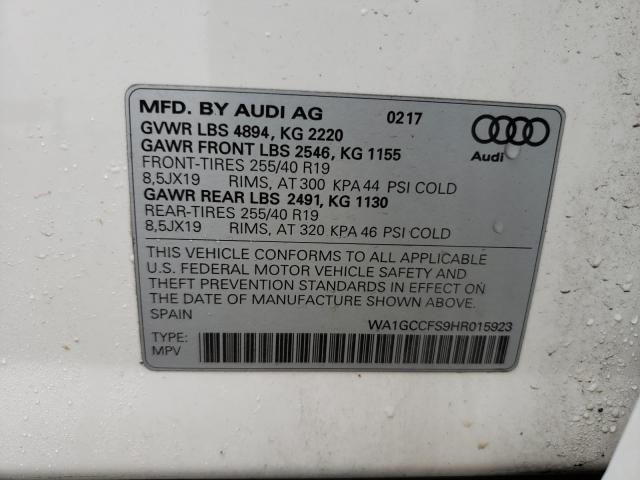 MFD. BY AUDI AG 0217
GVWR LBS 4894, KG 2220
GAWR FRONT LBS 2546, KG 1155
FRONT-TIRES 255/40 R19
8,5JX19 RIMS, AT 300 KPA 44 PSI COLD
GAWR REAR LBS 2491, KG 1130
REAR-TIRES 255/40 R19
8,5JX19 RIMS, AT 320 KPA 46 PSI COLD
Audi
THIS VEHICLE CONFORMS TO ALL APPLICABLE
U.S. FEDERAL MOTOR VEHICLE SAFETY AND
THEFT PREVENTION STANDARDS IN EFFECT ON
THE DATE OF MANUFACTURE SHOWN ABOVE.
SPAIN WA1GCCFS9HR015923
TYPE:
MPV